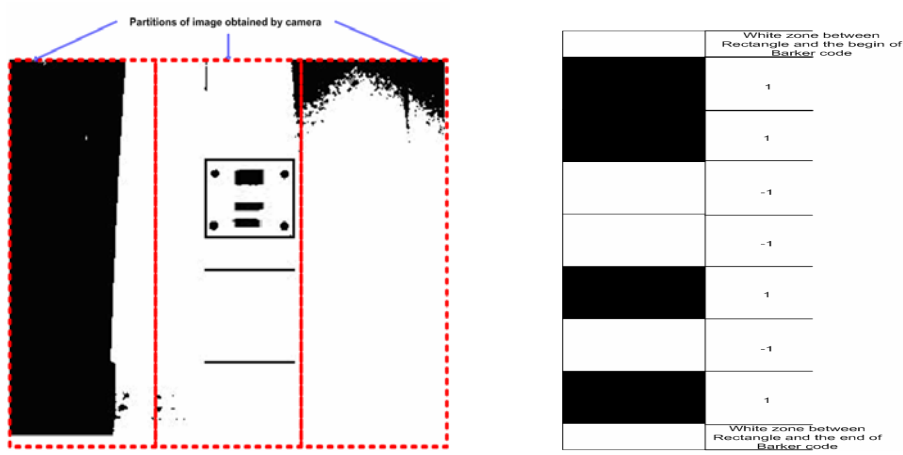 Partitions of image obtained by camera
White zone between
Rectangle and the begin of
Barker code
1
1
-1
-1
1
-1
1
White zone between
Rectangle and the end of
Barker code